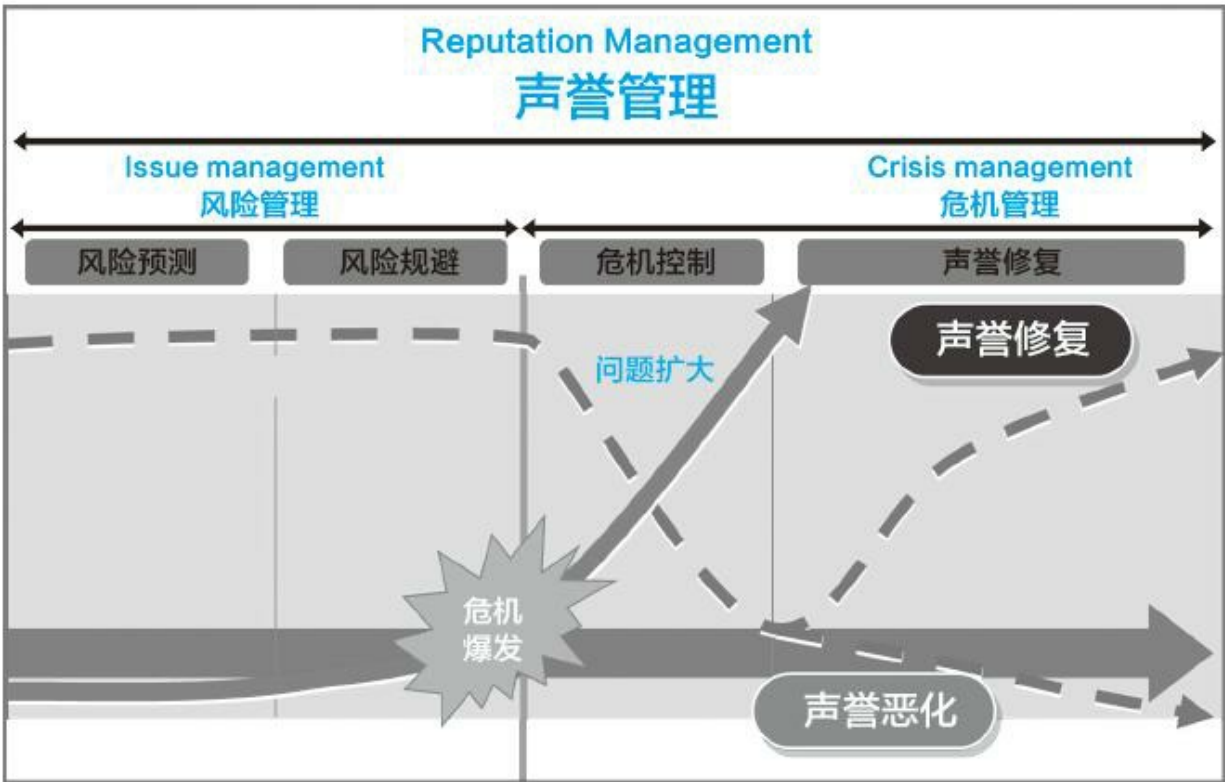 Reputation Management
声誉管理
Issue management
风险管理
Crisis management
危机管理
风险预测
风险规避
危机控制
声誉修复
声誉修复
问题扩大
危机
爆发
声誉恶化